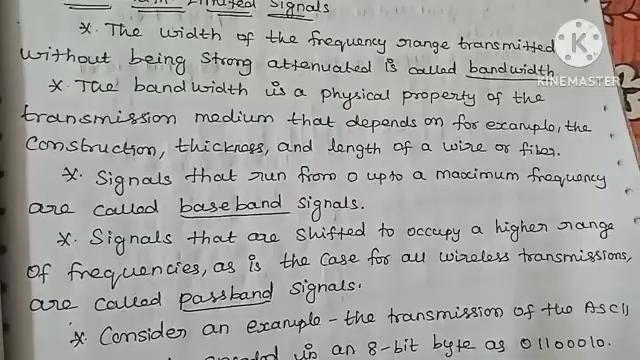 Limited Signals
* The width of the frequency range transmitted
without being strong attenuated is called bandwidth
* The bandwidth is a physical property of the
transmission medium that depends on for example, the
construction, thickness, and length of a wire or fiber.
* Signals that run from 0 upto a maximum frequency
are called baseband signals.
* Signals that are shifted to occupy a higher range
of frequencies, as is the case for all wireless transmissions,
are called passband signals.
* Consider an example - the transmission of the ASCII
in an 8-bit byte as 01100010.
K
KINEMASTER